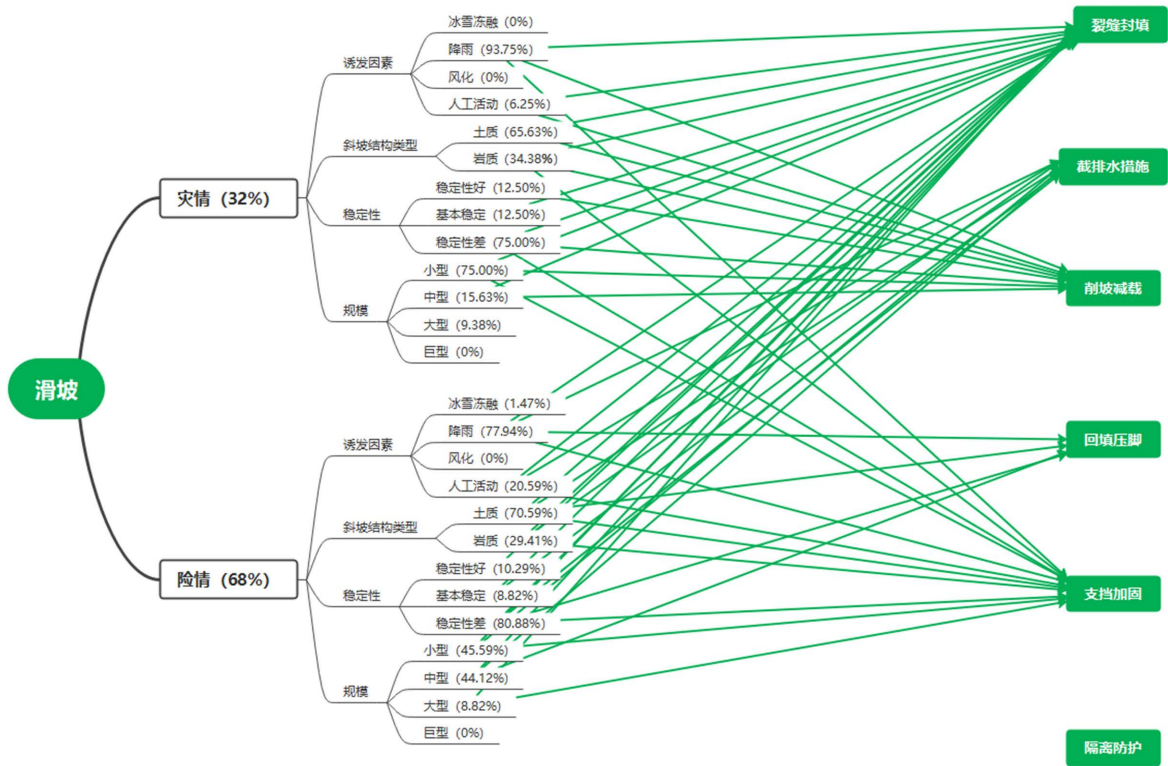 滑坡
灾情（32%）
诱发因素
冰雪冻融（0%）
降雨（93.75%）
风化（0%）
人工活动（6.25%）
斜坡结构类型
土质（65.63%）
岩质（34.38%）
稳定性
稳定性好（12.50%）
基本稳定（12.50%）
稳定性差（75.00%）
规模
小型（75.00%）
中型（15.63%）
大型（9.38%）
巨型（0%）
险情（68%）
诱发因素
冰雪冻融（1.47%）
降雨（77.94%）
风化（0%）
人工活动（20.59%）
斜坡结构类型
土质（70.59%）
岩质（29.41%）
稳定性
稳定性好（10.29%）
基本稳定（8.82%）
稳定性差（80.88%）
规模
小型（45.59%）
中型（44.12%）
大型（8.82%）
巨型（0%）
裂缝封填
截排水措施
削坡减载
回填压脚
支挡加固
隔离防护